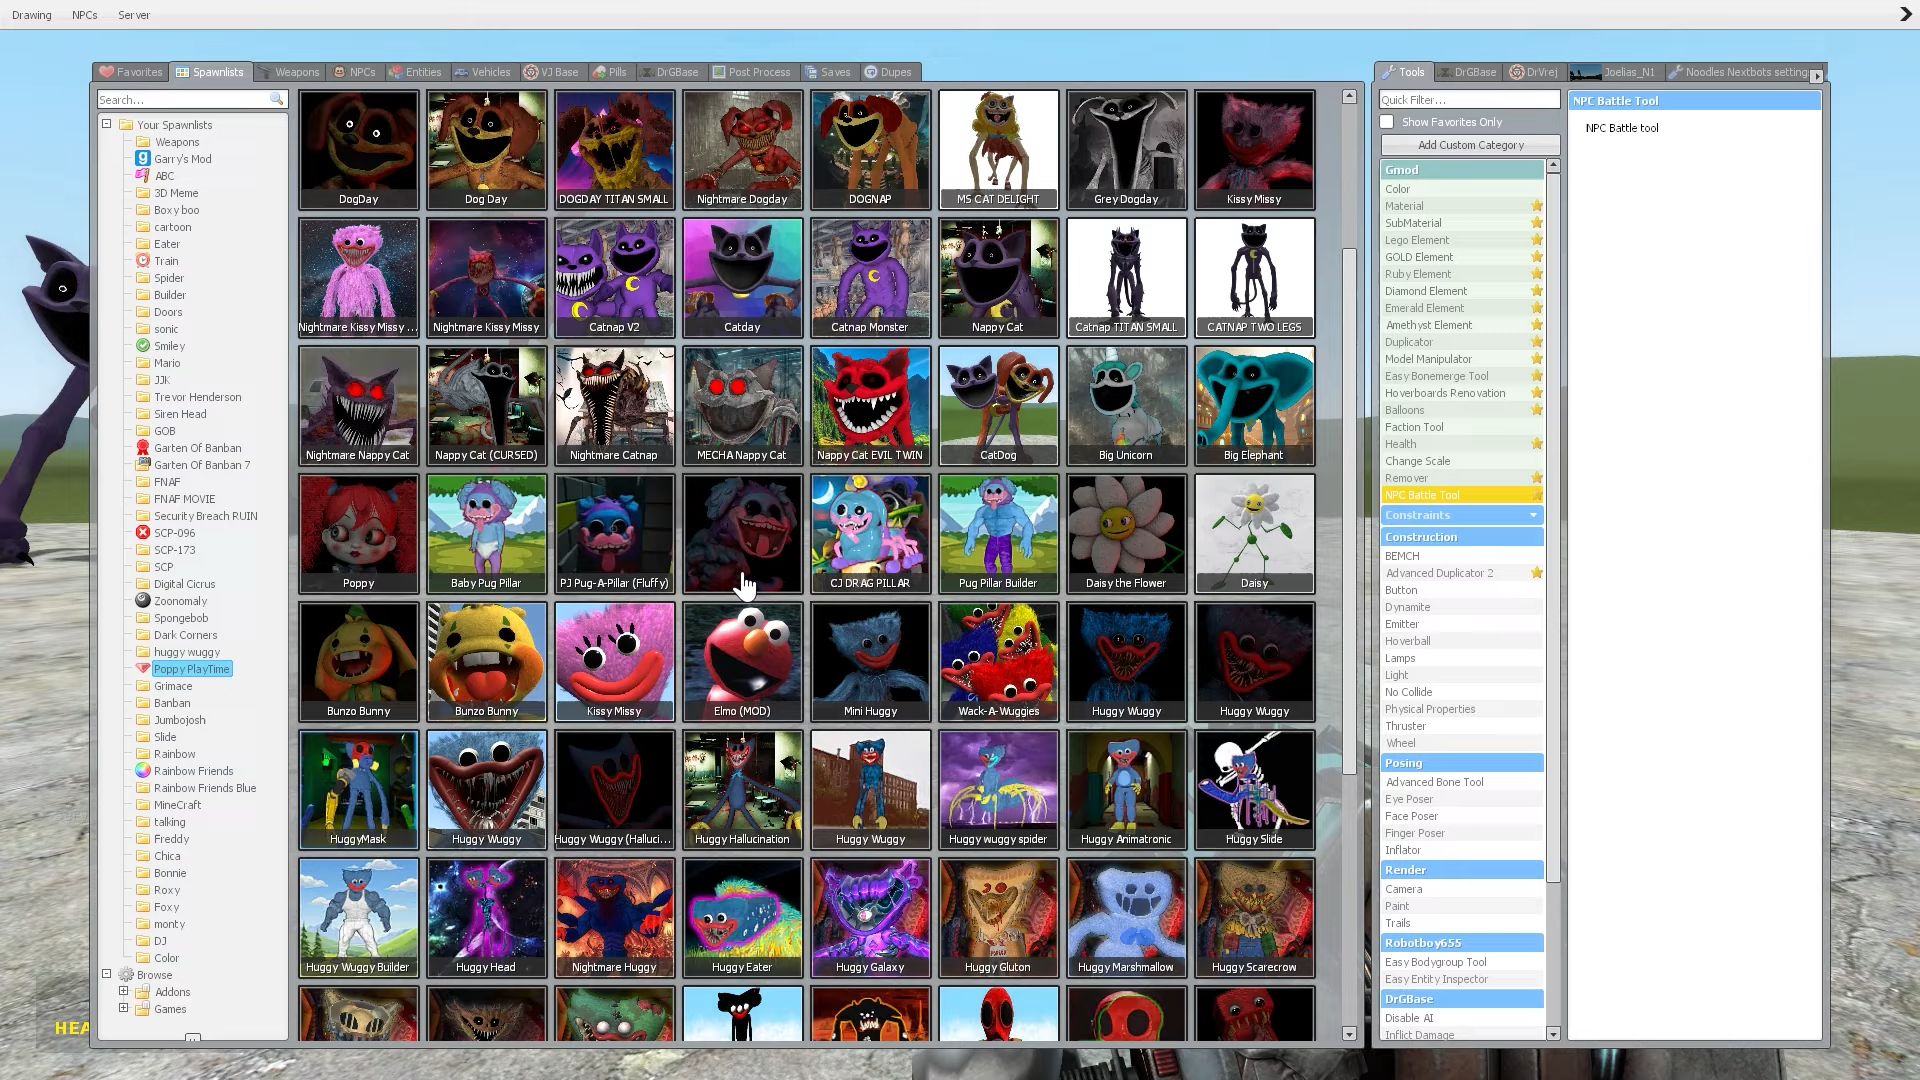 Drawing NPCs Server
Favorites Spawnlists Weapons NPCs Entities Vehicles VJ Base Pills DrGBase Post Process Saves Dupes
Search...
Your Spawnlists
Weapons
Garry's Mod
ABC
3D Meme
Boxy boo
cartoon
Eater
Train
Spider
Builder
Doors
sonic
Smiley
Mario
JJK
Trevor Henderson
Siren Head
GOB
Garten Of Banban
Garten Of Banban 7
FNAF
FNAF MOVIE
Security Breach RUIN
SCP-096
SCP-173
SCP
Digital Cicrus
Zoonomaly
Spongebob
Dark Corners
huggy wuggy
Poppy PlayTime
Grimace
Banban
Jumbojosh
Slide
Rainbow
Rainbow Friends
Rainbow Friends Blue
MineCraft
talking
Freddy
Chica
Bonnie
Roxy
Foxy
monty
DJ
Color
Browse
Addons
Games
HEA
DogDay Dog Day DOGDAY TITAN SMALL Nightmare Dogday DOGNAP MS CAT DELIGHT Grey Dogday Kissy Missy
Nightmare Kissy Missy ... Nightmare Kissy Missy Catnap V2 Catday Catnap Monster Nappy Cat Catnap TITAN SMALL CATNAP TWO LEGS
Nightmare Nappy Cat Nappy Cat (CURSED) Nightmare Catnap MECHA Nappy Cat Nappy Cat EVIL TWIN CatDog Big Unicorn Big Elephant
Poppy Baby Pug Pillar PJ Pug-A-Pillar (Fluffy) CJ DRAG PILLAR Pug Pillar Builder Daisy the Flower Daisy
Bunzo Bunny Bunzo Bunny Kissy Missy Elmo (MOD) Mini Huggy Wack-A-Wuggies Huggy Wuggy Huggy Wuggy
HuggyMask Huggy Wuggy Huggy Wuggy (Halluci... Huggy Hallucination Huggy Wuggy Huggy wuggy spider Huggy Animatronic Huggy Slide
Huggy Wuggy Builder Huggy Head Nightmare Huggy Huggy Eater Huggy Galaxy Huggy Gluton Huggy Marshmallow Huggy Scarecrow
Tools DrGBase DrVrej Joelias_N1 Noodles Nextbots setting
Quick Filter...
Show Favorites Only
Add Custom Category
Gmod
Color
Material
SubMaterial
Lego Element
GOLD Element
Ruby Element
Diamond Element
Emerald Element
Amethyst Element
Duplicator
Model Manipulator
Easy Bonemerge Tool
Hoverboards Renovation
Balloons
Faction Tool
Health
Change Scale
Remover
NPC Battle Tool
Constraints
Construction
BEMCH
Advanced Duplicator 2
Button
Dynamite
Emitter
Hoverball
Lamps
Light
No Collide
Physical Properties
Thruster
Wheel
Posing
Advanced Bone Tool
Eye Poser
Face Poser
Finger Poser
Inflator
Render
Camera
Paint
Trails
Robotboy655
Easy Bodygroup Tool
Easy Entity Inspector
DrGBase
Disable AI
Inflict Damage
NPC Battle Tool
NPC Battle tool